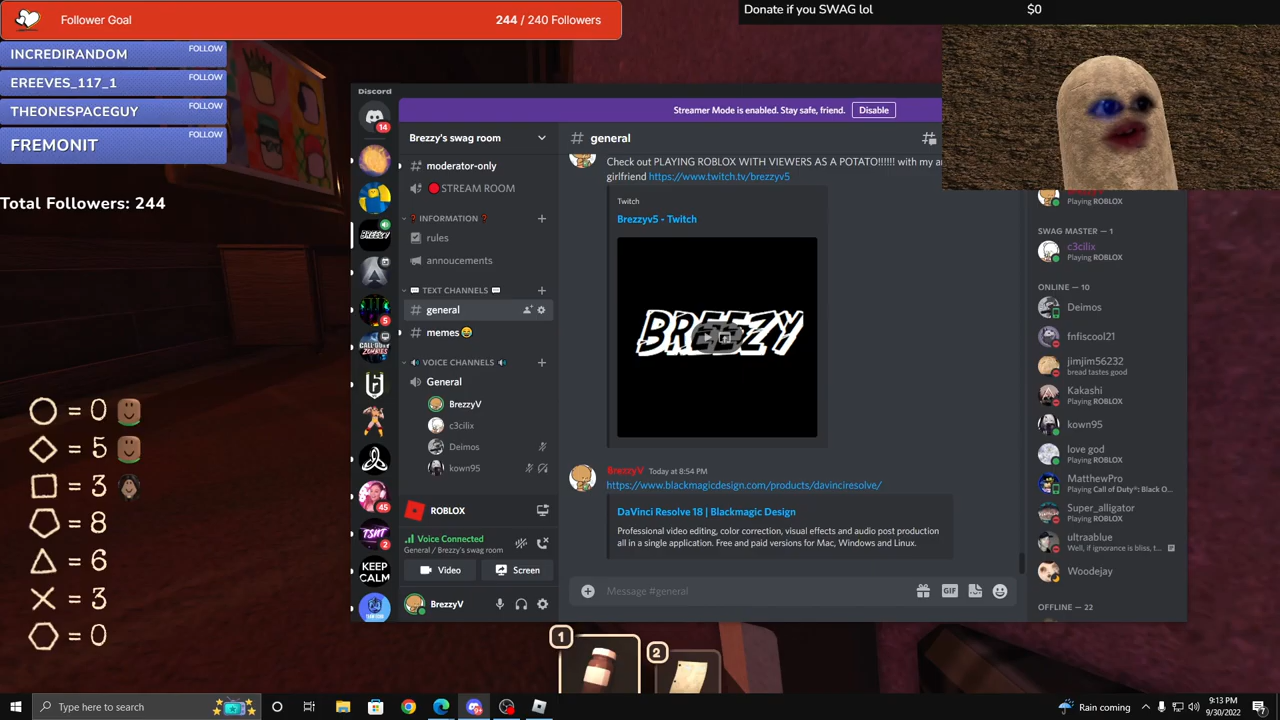 Follower Goal
244 / 240 Followers
Donate if you SWAG lol
$0
INCREDIRANDOM
FOLLOW
EREEVES_117_1
FOLLOW
THEONESPACEGUY
FOLLOW
FREMONIT
FOLLOW
Total Followers: 244
= 0
= 5
= 3
= 8
= 6
= 3
= 0
Discord
Streamer Mode is enabled. Stay safe, friend.
Disable
14
5
45
2
KEEP
CALM
Brezzy's swag room
moderator-only
STREAM ROOM
INFORMATION
rules
annoucements
TEXT CHANNELS
general
memes
VOICE CHANNELS
General
BrezzyV
c3cilix
Deimos
kown95
ROBLOX
Voice Connected
General / Brezzy's swag room
Video
Screen
BrezzyV
# general
Check out PLAYING ROBLOX WITH VIEWERS AS A POTATO!!!!!! with my
girlfriend https://www.twitch.tv/brezzyv5
Twitch
Brezzyv5 - Twitch
BREEZY
BrezzyV Today at 8:54 PM
https://www.blackmagicdesign.com/products/davinciresolve/
DaVinci Resolve 18 | Blackmagic Design
Professional video editing, color correction, visual effects and audio post production
all in a single application. Free and paid versions for Mac, Windows and Linux.
Message #general
GIF
Playing ROBLOX
SWAG MASTER — 1
c3cilix
Playing ROBLOX
ONLINE — 10
Deimos
fnfiscool21
jimjim56232
bread tastes good
Kakashi
Playing ROBLOX
kown95
love god
Playing ROBLOX
MatthewPro
Playing Call of Duty®: Black O...
Super_alligator
Playing ROBLOX
ultraablue
Well, if ignorance is bliss, t...
Woodejay
OFFLINE — 22
1
2
Type here to search
Rain coming
9:13 PM
9/30/2022
7